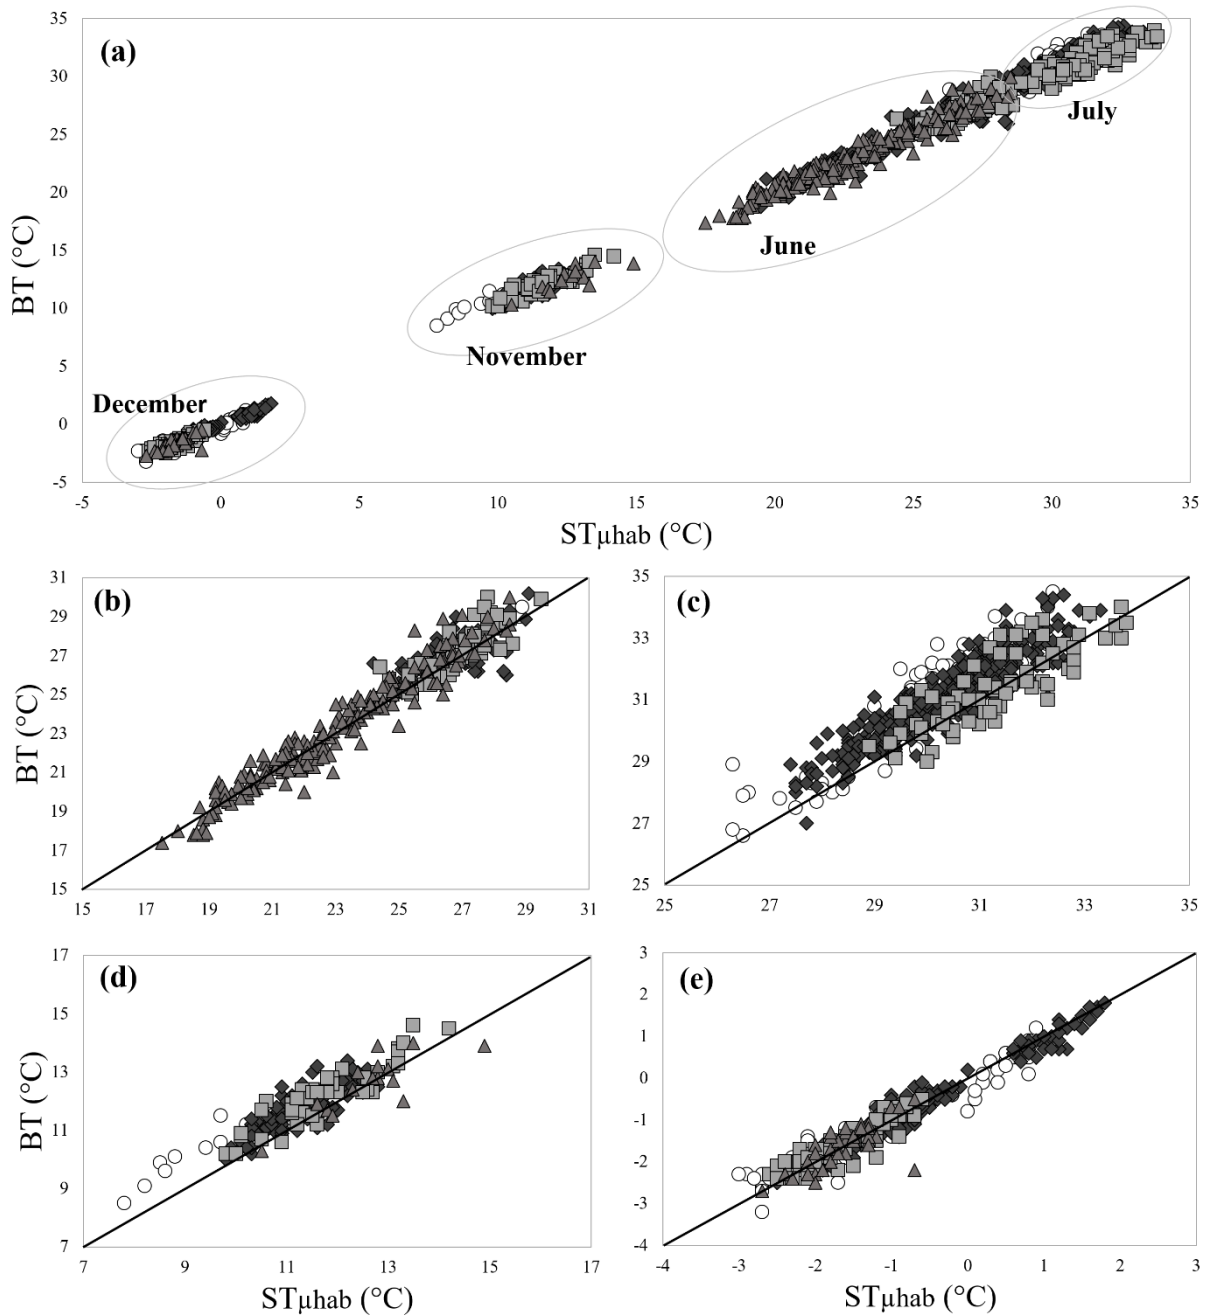 (a)
35
30
25
20
15
10
5
0
-5
BT (°C)
July
June
November
December
-5 0 5 10 15 20 25 30 35
STμhab (°C)
(b)
31
29
27
25
23
21
19
17
15
BT (°C)
15 17 19 21 23 25 27 29 31
(c)
35
33
31
29
27
25
25 27 29 31 33 35
(d)
17
15
13
11
9
7
BT (°C)
7 9 11 13 15 17
STμhab (°C)
(e)
3
2
1
0
-1
-2
-3
-4
-4 -3 -2 -1 0 1 2 3
STμhab (°C)